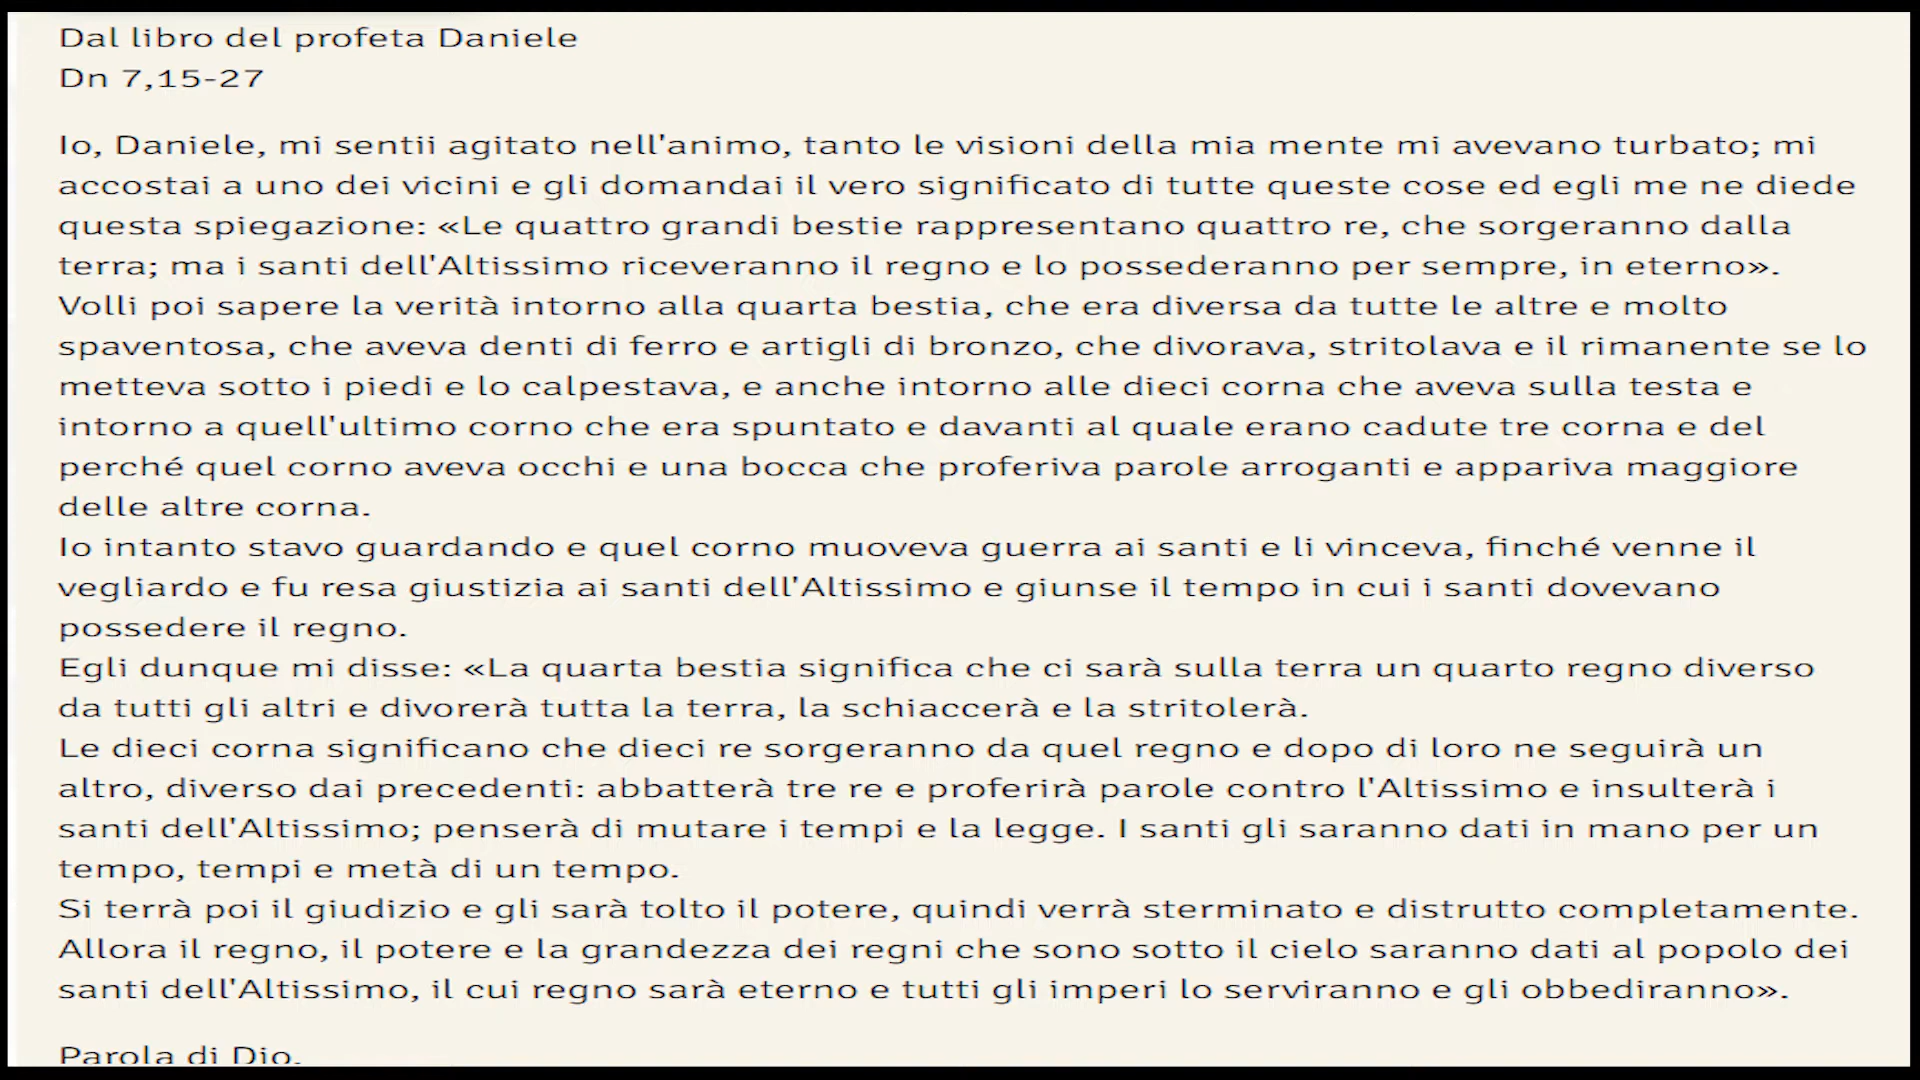 Dal libro del profeta Daniele
Dn 7,15-27
Io, Daniele, mi sentii agitato nell'animo, tanto le visioni della mia mente mi avevano turbato; mi
accostai a uno dei vicini e gli domandai il vero significato di tutte queste cose ed egli me ne diede
questa spiegazione: «Le quattro grandi bestie rappresentano quattro re, che sorgeranno dalla
terra; ma i santi dell'Altissimo riceveranno il regno e lo possederanno per sempre, in eterno».
Volli poi sapere la verità intorno alla quarta bestia, che era diversa da tutte le altre e molto
spaventosa, che aveva denti di ferro e artigli di bronzo, che divorava, stritolava e il rimanente se lo
metteva sotto i piedi e lo calpestava, e anche intorno alle dieci corna che aveva sulla testa e
intorno a quell'ultimo corno che era spuntato e davanti al quale erano cadute tre corna e del
perché quel corno aveva occhi e una bocca che proferiva parole arroganti e appariva maggiore
delle altre corna.
Io intanto stavo guardando e quel corno muoveva guerra ai santi e li vinceva, finché venne il
vegliardo e fu resa giustizia ai santi dell'Altissimo e giunse il tempo in cui i santi dovevano
possedere il regno.
Egli dunque mi disse: «La quarta bestia significa che ci sarà sulla terra un quarto regno diverso
da tutti gli altri e divorerà tutta la terra, la schiaccerà e la stritolerà.
Le dieci corna significano che dieci re sorgeranno da quel regno e dopo di loro ne seguirà un
altro, diverso dai precedenti: abbatterà tre re e proferirà parole contro l'Altissimo e insulterà i
santi dell'Altissimo; penserà di mutare i tempi e la legge. I santi gli saranno dati in mano per un
tempo, tempi e metà di un tempo.
Si terrà poi il giudizio e gli sarà tolto il potere, quindi verrà sterminato e distrutto completamente.
Allora il regno, il potere e la grandezza dei regni che sono sotto il cielo saranno dati al popolo dei
santi dell'Altissimo, il cui regno sarà eterno e tutti gli imperi lo serviranno e gli obbediranno».
Parola di Dio.